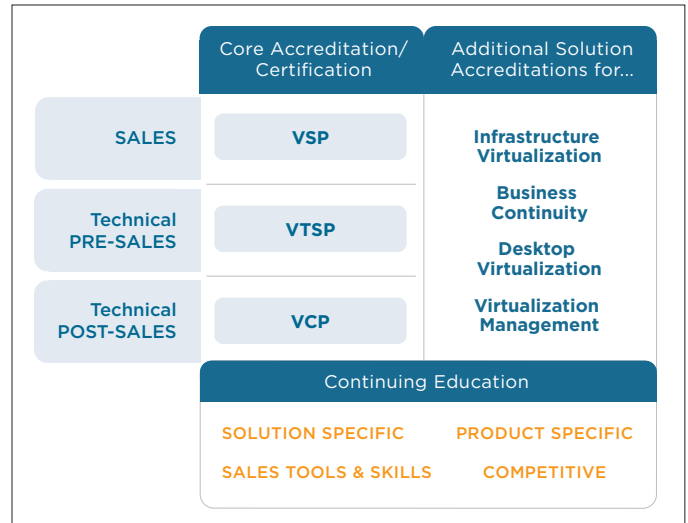 Core Accreditation/
Certification
Additional Solution
Accreditations for...
SALES
VSP
Technical
PRE-SALES
VTSP
Technical
POST-SALES
VCP
Infrastructure
Virtualization
Business
Continuity
Desktop
Virtualization
Virtualization
Management
Continuing Education
SOLUTION SPECIFIC
PRODUCT SPECIFIC
SALES TOOLS & SKILLS
COMPETITIVE